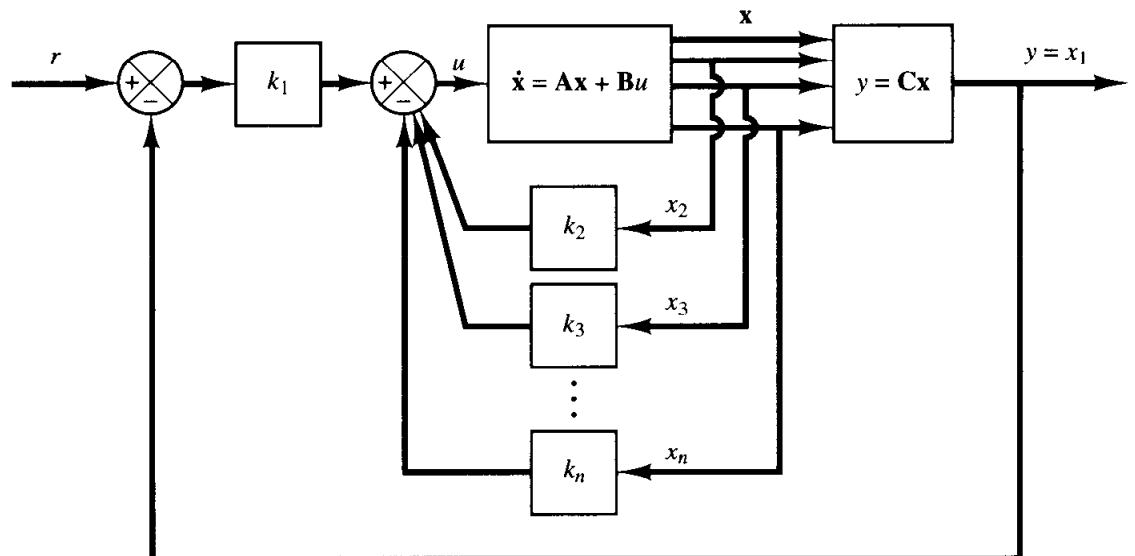 x
r
+
−
k₁
+
−
u
ẋ = Ax + Bu
y = Cx
y = x₁
k₂
x₂
k₃
x₃
⋮
kₙ
xₙ